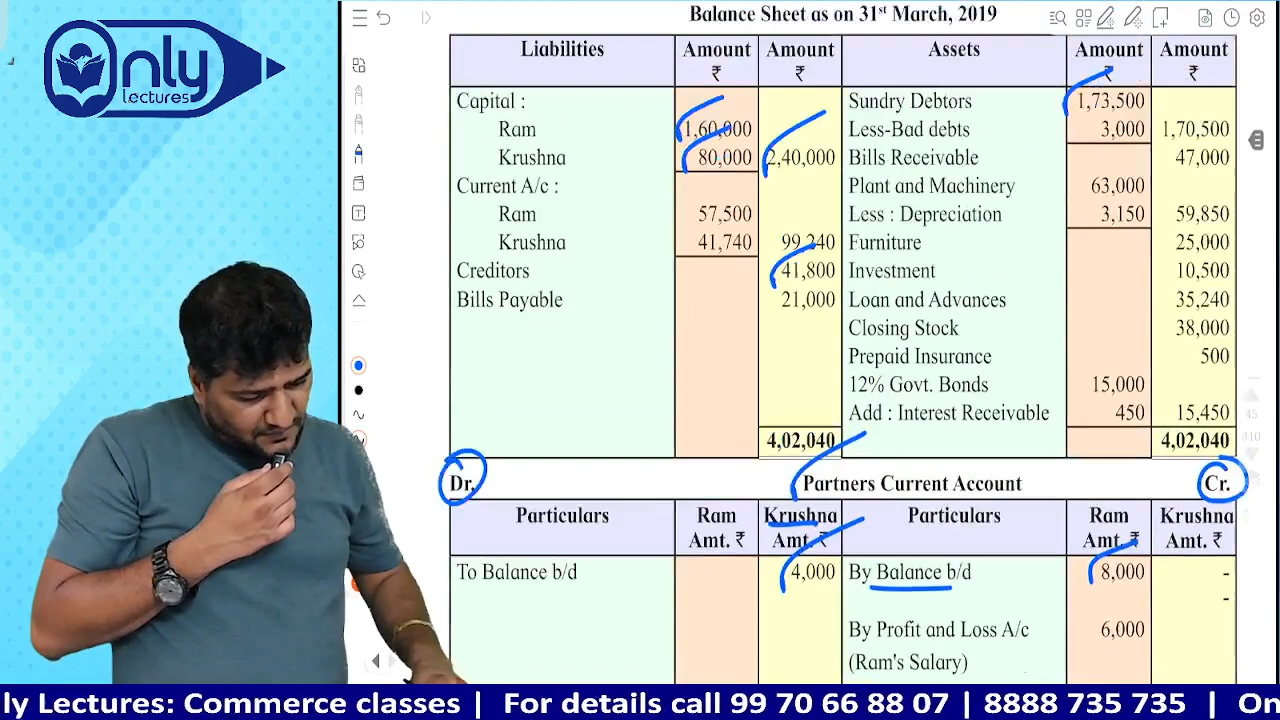 Only
Lectures
Balance Sheet as on 31st March, 2019
Liabilities Amount ₹ Amount ₹ Assets Amount ₹ Amount ₹
Capital : Sundry Debtors 1,73,500
Ram 1,60,000 Less-Bad debts 3,000 1,70,500
Krushna 80,000 2,40,000 Bills Receivable 47,000
Current A/c : Plant and Machinery 63,000
Ram 57,500 Less : Depreciation 3,150 59,850
Krushna 41,740 99,240 Furniture 25,000
Creditors 41,800 Investment 10,500
Bills Payable 21,000 Loan and Advances 35,240
Closing Stock 38,000
Prepaid Insurance 500
12% Govt. Bonds 15,000
Add : Interest Receivable 450 15,450
4,02,040 4,02,040
Dr. Partners Current Account Cr.
Particulars Ram Amt. ₹ Krushna Amt. ₹ Particulars Ram Amt. ₹ Krushna Amt. ₹
To Balance b/d 4,000 By Balance b/d 8,000 -
-
By Profit and Loss A/c 6,000
(Ram's Salary)
ly Lectures: Commerce classes | For details call 99 70 66 88 07 | 8888 735 735 | On